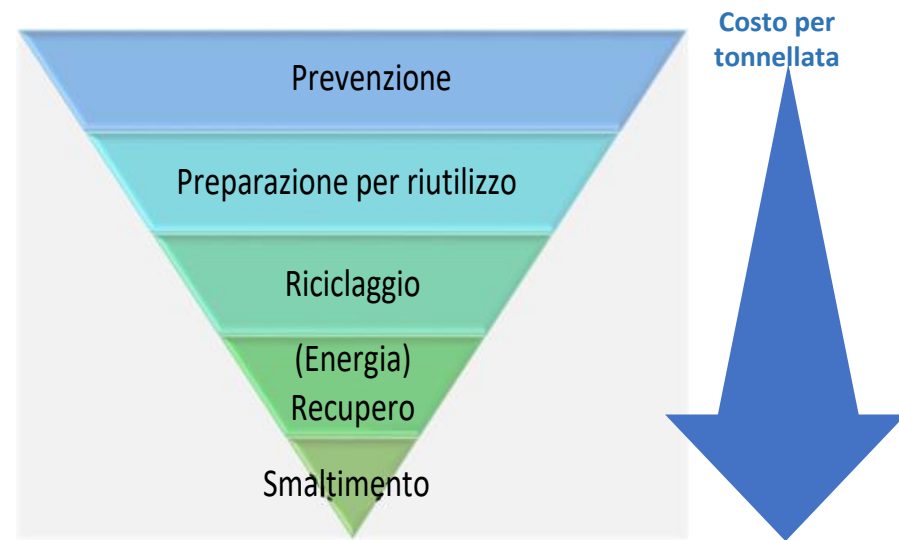 Costo per
tonnellata
Prevenzione
Preparazione per riutilizzo
Riciclaggio
(Energia)
Recupero
Smaltimento